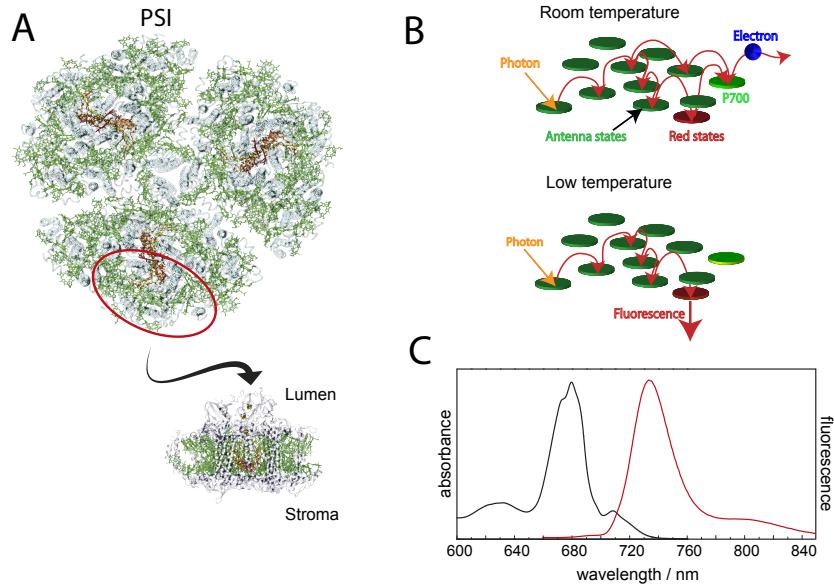 A
PSI
Lumen
Stroma
B
Room temperature
Electron
Photon
P700
Antenna states
Red states
Low temperature
Photon
Fluorescence
C
absorbance
fluorescence
600 640 680 720 760 800 840
wavelength / nm